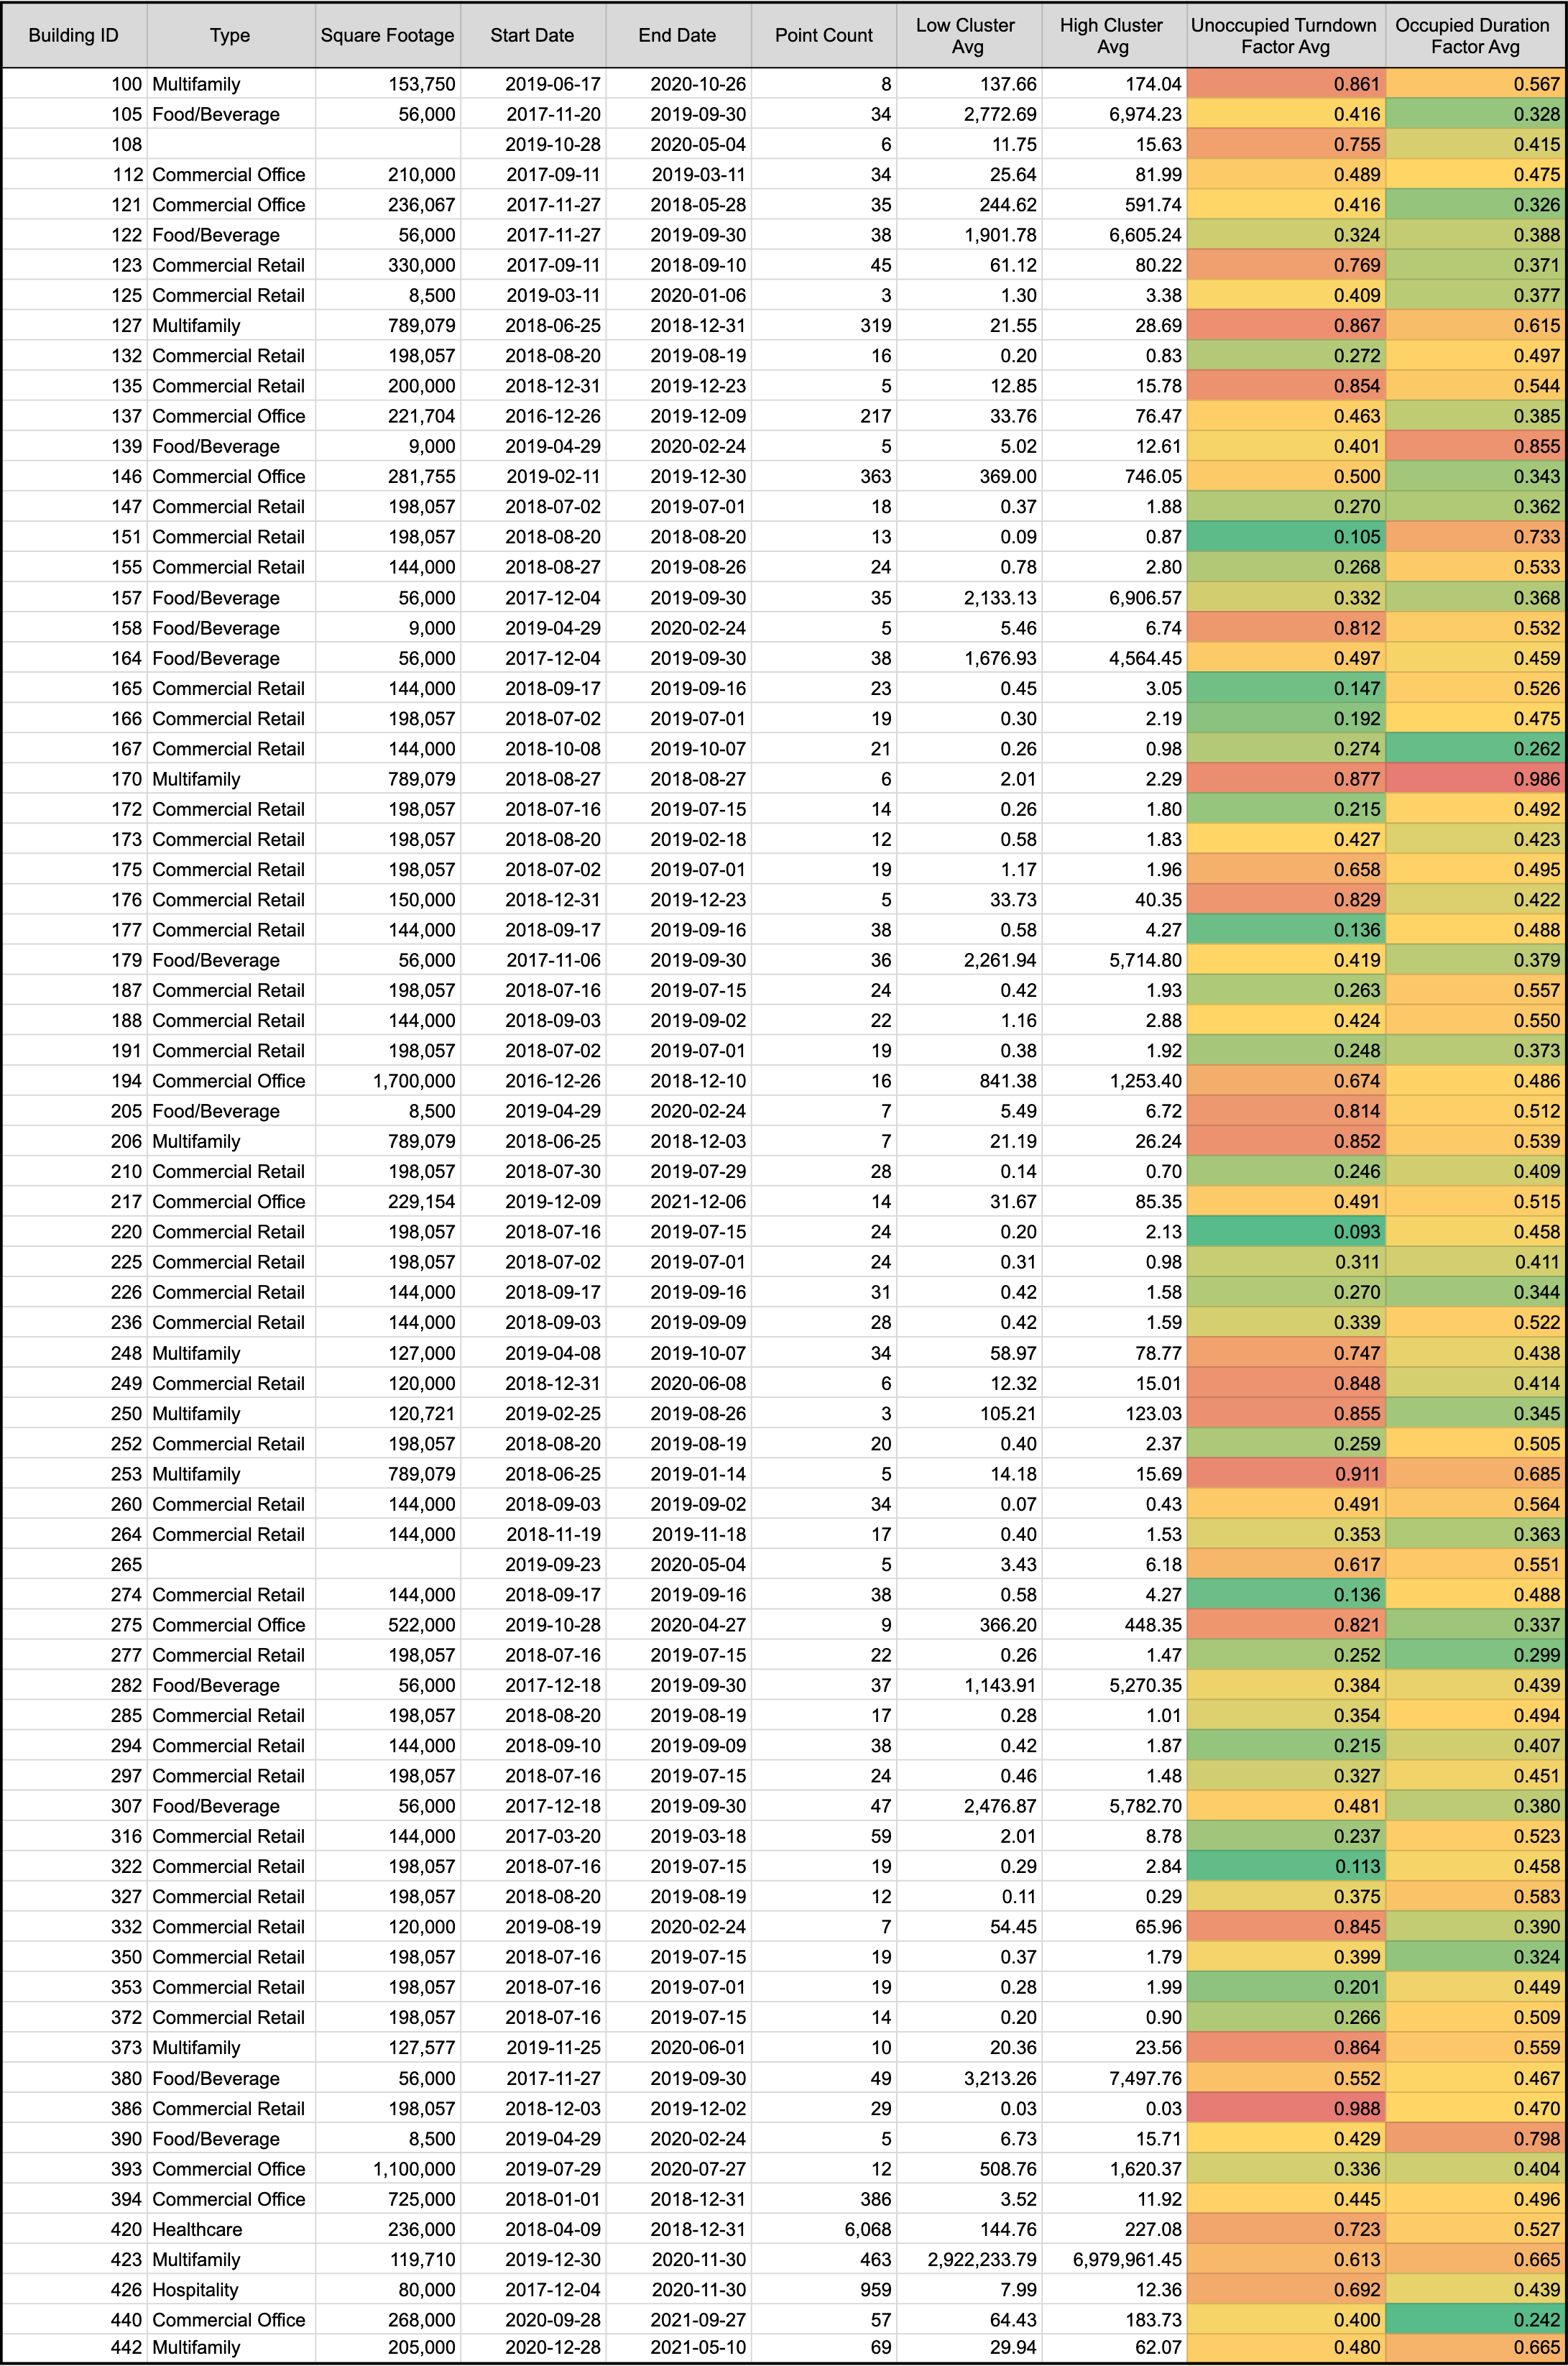 Building ID Type Square Footage Start Date End Date Point Count Low Cluster Avg High Cluster Avg Unoccupied Turndown Factor Avg Occupied Duration Factor Avg
100 Multifamily 153,750 2019-06-17 2020-10-26 8 137.66 174.04 0.861 0.567
105 Food/Beverage 56,000 2017-11-20 2019-09-30 34 2,772.69 6,974.23 0.416 0.328
108 2019-10-28 2020-05-04 6 11.75 15.63 0.755 0.415
112 Commercial Office 210,000 2017-09-11 2019-03-11 34 25.64 81.99 0.489 0.475
121 Commercial Office 236,067 2017-11-27 2018-05-28 35 244.62 591.74 0.416 0.326
122 Food/Beverage 56,000 2017-11-27 2019-09-30 38 1,901.78 6,605.24 0.324 0.388
123 Commercial Retail 330,000 2017-09-11 2018-09-10 45 61.12 80.22 0.769 0.371
125 Commercial Retail 8,500 2019-03-11 2020-01-06 3 1.30 3.38 0.409 0.377
127 Multifamily 789,079 2018-06-25 2018-12-31 319 21.55 28.69 0.867 0.615
132 Commercial Retail 198,057 2018-08-20 2019-08-19 16 0.20 0.83 0.272 0.497
135 Commercial Retail 200,000 2018-12-31 2019-12-23 5 12.85 15.78 0.854 0.544
137 Commercial Office 221,704 2016-12-26 2019-12-09 217 33.76 76.47 0.463 0.385
139 Food/Beverage 9,000 2019-04-29 2020-02-24 5 5.02 12.61 0.401 0.855
146 Commercial Office 281,755 2019-02-11 2019-12-30 363 369.00 746.05 0.500 0.343
147 Commercial Retail 198,057 2018-07-02 2019-07-01 18 0.37 1.88 0.270 0.362
151 Commercial Retail 198,057 2018-08-20 2018-08-20 13 0.09 0.87 0.105 0.733
155 Commercial Retail 144,000 2018-08-27 2019-08-26 24 0.78 2.80 0.268 0.533
157 Food/Beverage 56,000 2017-12-04 2019-09-30 35 2,133.13 6,906.57 0.332 0.368
158 Food/Beverage 9,000 2019-04-29 2020-02-24 5 5.46 6.74 0.812 0.532
164 Food/Beverage 56,000 2017-12-04 2019-09-30 38 1,676.93 4,564.45 0.497 0.459
165 Commercial Retail 144,000 2018-09-17 2019-09-16 23 0.45 3.05 0.147 0.526
166 Commercial Retail 198,057 2018-07-02 2019-07-01 19 0.30 2.19 0.192 0.475
167 Commercial Retail 144,000 2018-10-08 2019-10-07 21 0.26 0.98 0.274 0.262
170 Multifamily 789,079 2018-08-27 2018-08-27 6 2.01 2.29 0.877 0.986
172 Commercial Retail 198,057 2018-07-16 2019-07-15 14 0.26 1.80 0.215 0.492
173 Commercial Retail 198,057 2018-08-20 2019-02-18 12 0.58 1.83 0.427 0.423
175 Commercial Retail 198,057 2018-07-02 2019-07-01 19 1.17 1.96 0.658 0.495
176 Commercial Retail 150,000 2018-12-31 2019-12-23 5 33.73 40.35 0.829 0.422
177 Commercial Retail 144,000 2018-09-17 2019-09-16 38 0.58 4.27 0.136 0.488
179 Food/Beverage 56,000 2017-11-06 2019-09-30 36 2,261.94 5,714.80 0.419 0.379
187 Commercial Retail 198,057 2018-07-16 2019-07-15 24 0.42 1.93 0.263 0.557
188 Commercial Retail 144,000 2018-09-03 2019-09-02 22 1.16 2.88 0.424 0.550
191 Commercial Retail 198,057 2018-07-02 2019-07-01 19 0.38 1.92 0.248 0.373
194 Commercial Office 1,700,000 2016-12-26 2018-12-10 16 841.38 1,253.40 0.674 0.486
205 Food/Beverage 8,500 2019-04-29 2020-02-24 7 5.49 6.72 0.814 0.512
206 Multifamily 789,079 2018-06-25 2018-12-03 7 21.19 26.24 0.852 0.539
210 Commercial Retail 198,057 2018-07-30 2019-07-29 28 0.14 0.70 0.246 0.409
217 Commercial Office 229,154 2019-12-09 2021-12-06 14 31.67 85.35 0.491 0.515
220 Commercial Retail 198,057 2018-07-16 2019-07-15 24 0.20 2.13 0.093 0.458
225 Commercial Retail 198,057 2018-07-02 2019-07-01 24 0.31 0.98 0.311 0.411
226 Commercial Retail 144,000 2018-09-17 2019-09-16 31 0.42 1.58 0.270 0.344
236 Commercial Retail 144,000 2018-09-03 2019-09-09 28 0.42 1.59 0.339 0.522
248 Multifamily 127,000 2019-04-08 2019-10-07 34 58.97 78.77 0.747 0.438
249 Commercial Retail 120,000 2018-12-31 2020-06-08 6 12.32 15.01 0.848 0.414
250 Multifamily 120,721 2019-02-25 2019-08-26 3 105.21 123.03 0.855 0.345
252 Commercial Retail 198,057 2018-08-20 2019-08-19 20 0.40 2.37 0.259 0.505
253 Multifamily 789,079 2018-06-25 2019-01-14 5 14.18 15.69 0.911 0.685
260 Commercial Retail 144,000 2018-09-03 2019-09-02 34 0.07 0.43 0.491 0.564
264 Commercial Retail 144,000 2018-11-19 2019-11-18 17 0.40 1.53 0.353 0.363
265 2019-09-23 2020-05-04 5 3.43 6.18 0.617 0.551
274 Commercial Retail 144,000 2018-09-17 2019-09-16 38 0.58 4.27 0.136 0.488
275 Commercial Office 522,000 2019-10-28 2020-04-27 9 366.20 448.35 0.821 0.337
277 Commercial Retail 198,057 2018-07-16 2019-07-15 22 0.26 1.47 0.252 0.299
282 Food/Beverage 56,000 2017-12-18 2019-09-30 37 1,143.91 5,270.35 0.384 0.439
285 Commercial Retail 198,057 2018-08-20 2019-08-19 17 0.28 1.01 0.354 0.494
294 Commercial Retail 144,000 2018-09-10 2019-09-09 38 0.42 1.87 0.215 0.407
297 Commercial Retail 198,057 2018-07-16 2019-07-15 24 0.46 1.48 0.327 0.451
307 Food/Beverage 56,000 2017-12-18 2019-09-30 47 2,476.87 5,782.70 0.481 0.380
316 Commercial Retail 144,000 2017-03-20 2019-03-18 59 2.01 8.78 0.237 0.523
322 Commercial Retail 198,057 2018-07-16 2019-07-15 19 0.29 2.84 0.113 0.458
327 Commercial Retail 198,057 2018-08-20 2019-08-19 12 0.11 0.29 0.375 0.583
332 Commercial Retail 120,000 2019-08-19 2020-02-24 7 54.45 65.96 0.845 0.390
350 Commercial Retail 198,057 2018-07-16 2019-07-15 19 0.37 1.79 0.399 0.324
353 Commercial Retail 198,057 2018-07-16 2019-07-01 19 0.28 1.99 0.201 0.449
372 Commercial Retail 198,057 2018-07-16 2019-07-15 14 0.20 0.90 0.266 0.509
373 Multifamily 127,577 2019-11-25 2020-06-01 10 20.36 23.56 0.864 0.559
380 Food/Beverage 56,000 2017-11-27 2019-09-30 49 3,213.26 7,497.76 0.552 0.467
386 Commercial Retail 198,057 2018-12-03 2019-12-02 29 0.03 0.03 0.988 0.470
390 Food/Beverage 8,500 2019-04-29 2020-02-24 5 6.73 15.71 0.429 0.798
393 Commercial Office 1,100,000 2019-07-29 2020-07-27 12 508.76 1,620.37 0.336 0.404
394 Commercial Office 725,000 2018-01-01 2018-12-31 386 3.52 11.92 0.445 0.496
420 Healthcare 236,000 2018-04-09 2018-12-31 6,068 144.76 227.08 0.723 0.527
423 Multifamily 119,710 2019-12-30 2020-11-30 463 2,922,233.79 6,979,961.45 0.613 0.665
426 Hospitality 80,000 2017-12-04 2020-11-30 959 7.99 12.36 0.692 0.439
440 Commercial Office 268,000 2020-09-28 2021-09-27 57 64.43 183.73 0.400 0.242
442 Multifamily 205,000 2020-12-28 2021-05-10 69 29.94 62.07 0.480 0.665